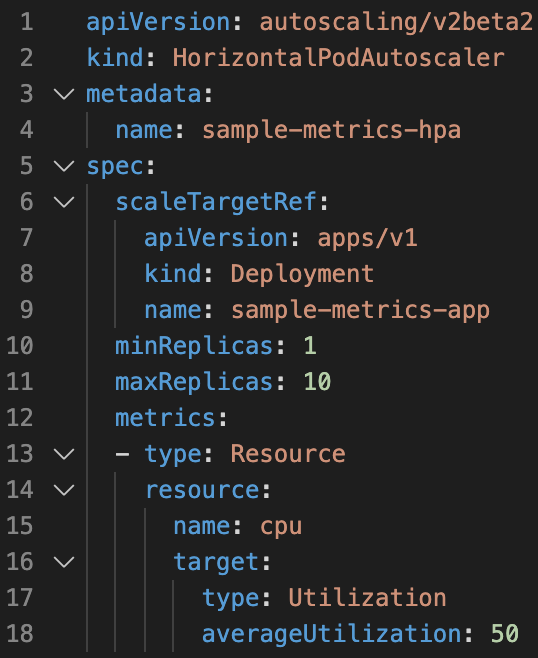 1 apiVersion: autoscaling/v2beta2
2 kind: HorizontalPodAutoscaler
3 metadata:
4 name: sample-metrics-hpa
5 spec:
6 scaleTargetRef:
7 apiVersion: apps/v1
8 kind: Deployment
9 name: sample-metrics-app
10 minReplicas: 1
11 maxReplicas: 10
12 metrics:
13 - type: Resource
14 resource:
15 name: cpu
16 target:
17 type: Utilization
18 averageUtilization: 50